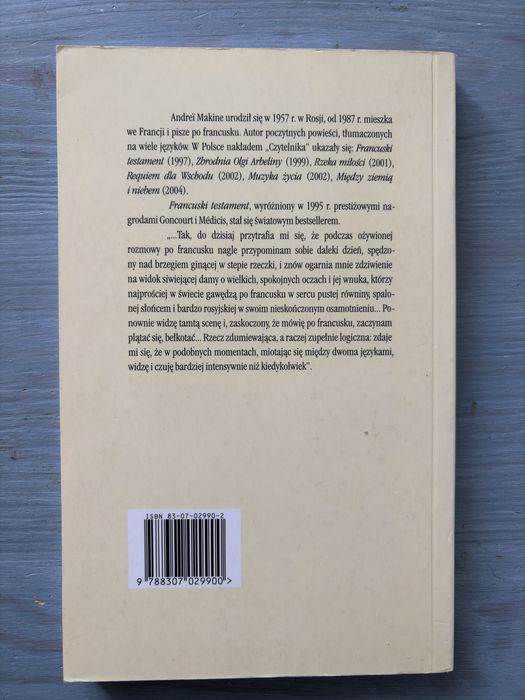 Andreï Makine urodził się w 1957 r. w Rosji, od 1987 r. mieszka
we Francji i pisze po francusku. Autor poczytnych powieści, tłumaczonych
na wiele języków. W Polsce nakładem „Czytelnika" ukazały się: Francuski
testament (1997), Zbrodnia Olgi Arbeliny (1999), Rzeka miłości (2001),
Requiem dla Wschodu (2002), Muzyka życia (2002), Między ziemią
i niebem (2004).
Francuski testament, wyróżniony w 1995 r. prestiżowymi na-
grodami Goncourt i Médicis, stał się światowym bestsellerem.
„...Tak, do dzisiaj przytrafia mi się, że podczas ożywionej
rozmowy po francusku nagle przypominam sobie daleki dzień, spędzo-
ny nad brzegiem ginącej w stepie rzeczki, i znów ogarnia mnie zdziwienie
na widok siwiejącej damy o wielkich, spokojnych oczach i jej wnuka, którzy
najprościej w świecie gawędzą po francusku w sercu pustej równiny, spalo-
nej słońcem i bardzo rosyjskiej w swoim nieskończonym osamotnieniu... Po-
nownie widzę tamtą scenę i, zaskoczony, że mówię po francusku, zaczynam
plątać się, bełkotać... Rzecz zdumiewająca, a raczej zupełnie logiczna: zdaje
mi się, że w podobnych momentach, miotając się między dwoma językami,
widzę i czuję bardziej intensywnie niż kiedykolwiek".
ISBN 83-07-02990-2
9 788307 029900 >